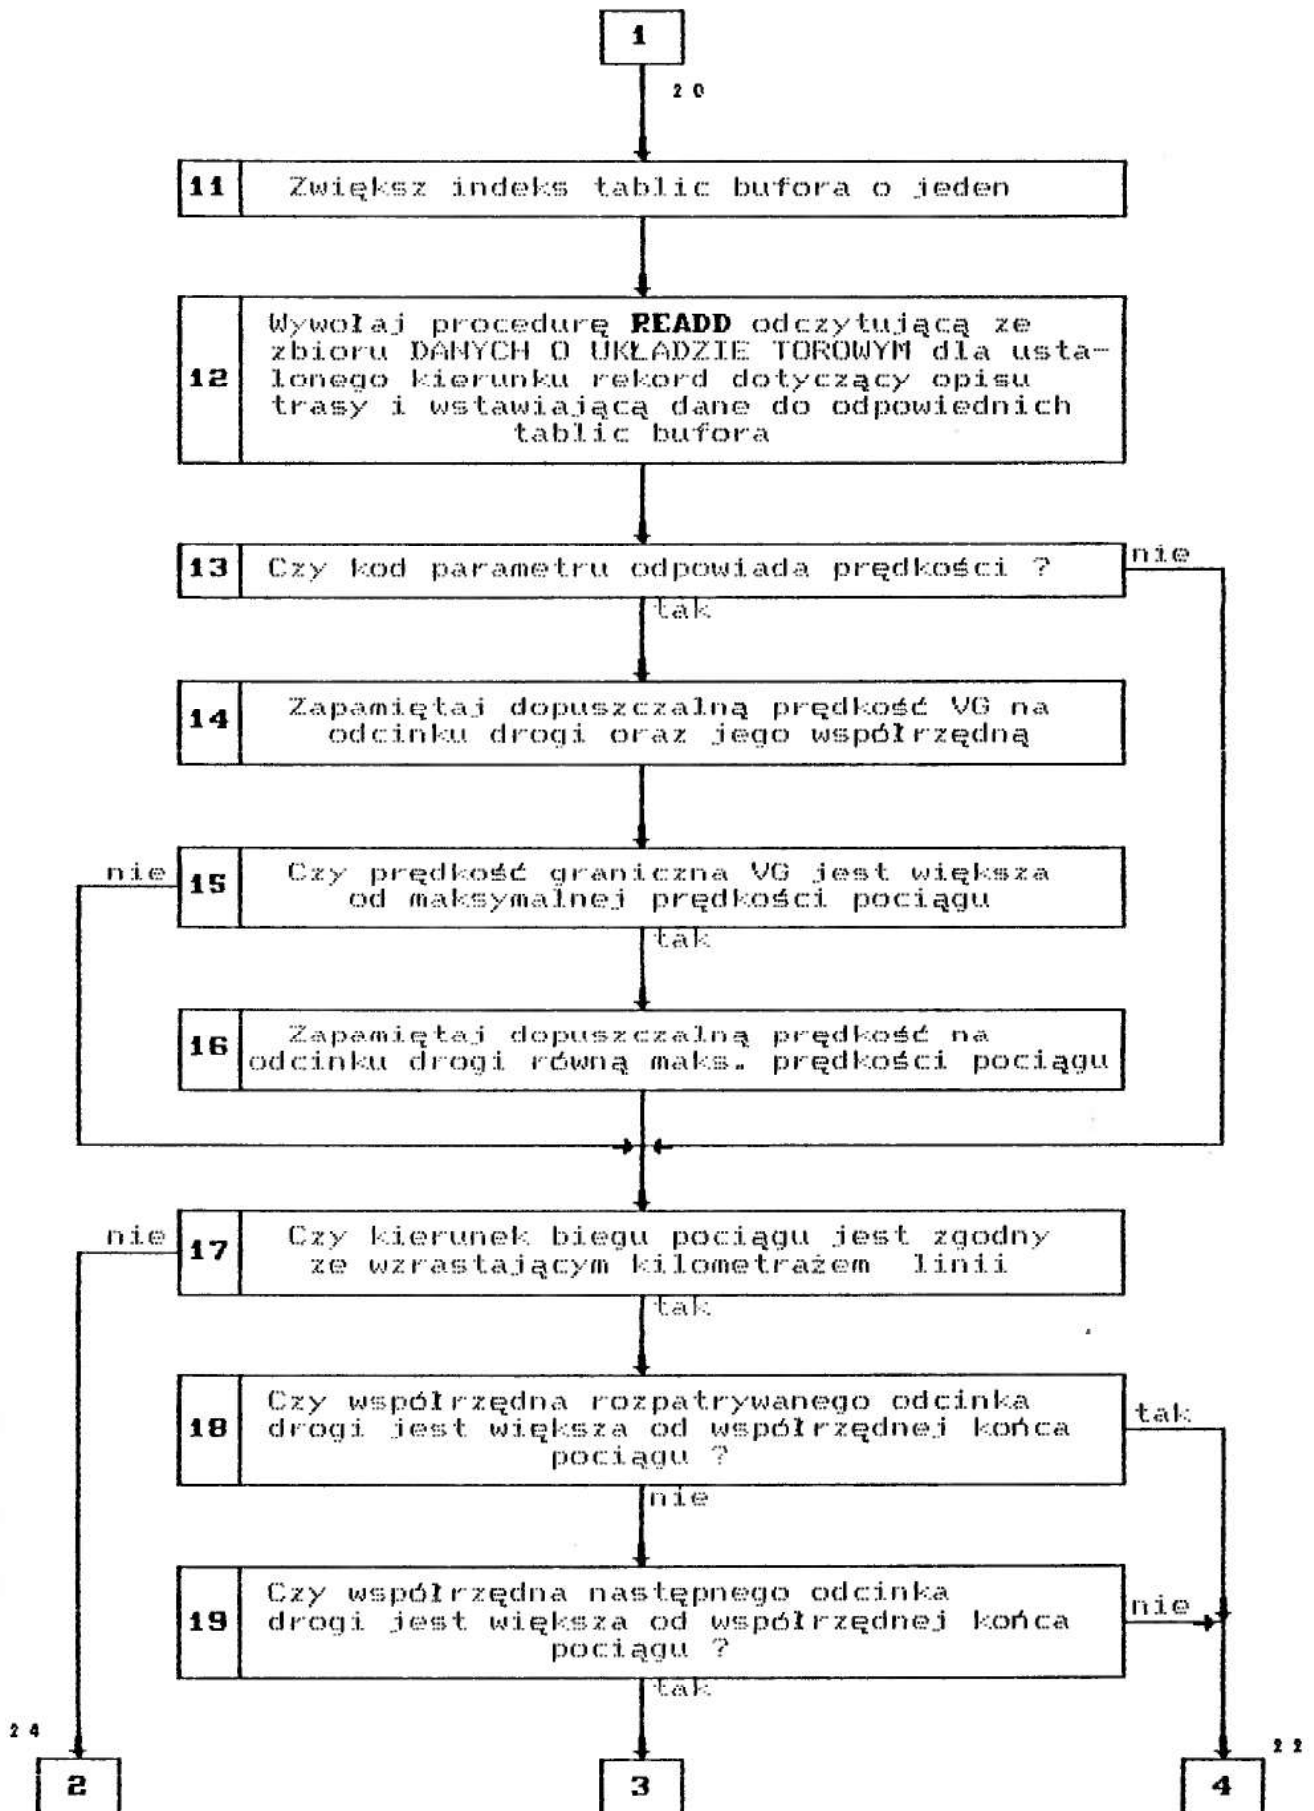 1
20
11 Zwiększ indeks tablic bufora o jeden
12
Wywołaj procedurę READD odczytującą ze
zbioru DANYCH O UKŁADZIE TOROWYM dla usta-
lonego kierunku rekord dotyczący opisu
trasy i wstawiającą dane do odpowiednich
tablic bufora
13 Czy kod parametru odpowiada prędkości ?
nie
tak
14
Zapamiętaj dopuszczalną prędkość VG na
odcinku drogi oraz jego współrzędną
nie
15
Czy prędkość graniczna VG jest większa
od maksymalnej prędkości pociągu
tak
16
Zapamiętaj dopuszczalną prędkość na
odcinku drogi równą maks. prędkości pociągu
nie
17
Czy kierunek biegu pociągu jest zgodny
ze wzrastającym kilometrażem linii
tak
18
Czy współrzędna rozpatrywanego odcinka
drogi jest większa od współrzędnej końca
pociągu ?
tak
nie
19
Czy współrzędna następnego odcinka
drogi jest większa od współrzędnej końca
pociągu ?
nie
tak
24
22
2
3
4